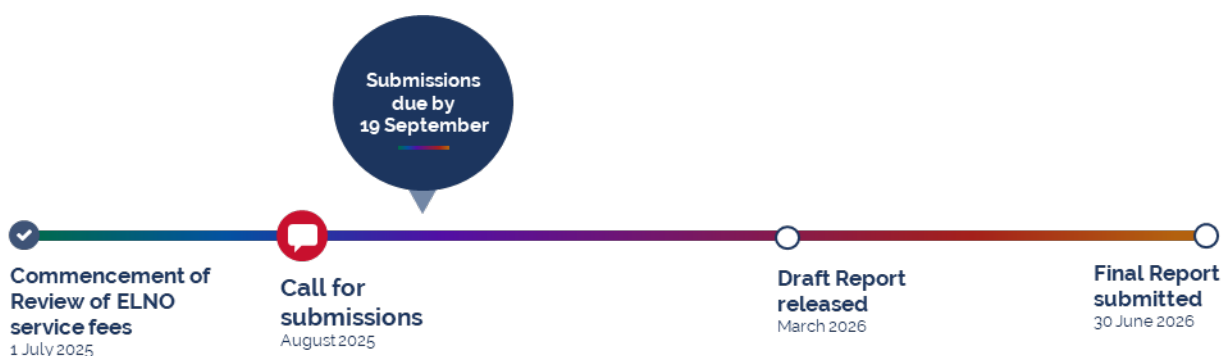 Submissions
due by
19 September
Commencement of
Review of ELNO
service fees
1 July 2025
Call for
submissions
August 2025
Draft Report
released
March 2026
Final Report
submitted
30 June 2026